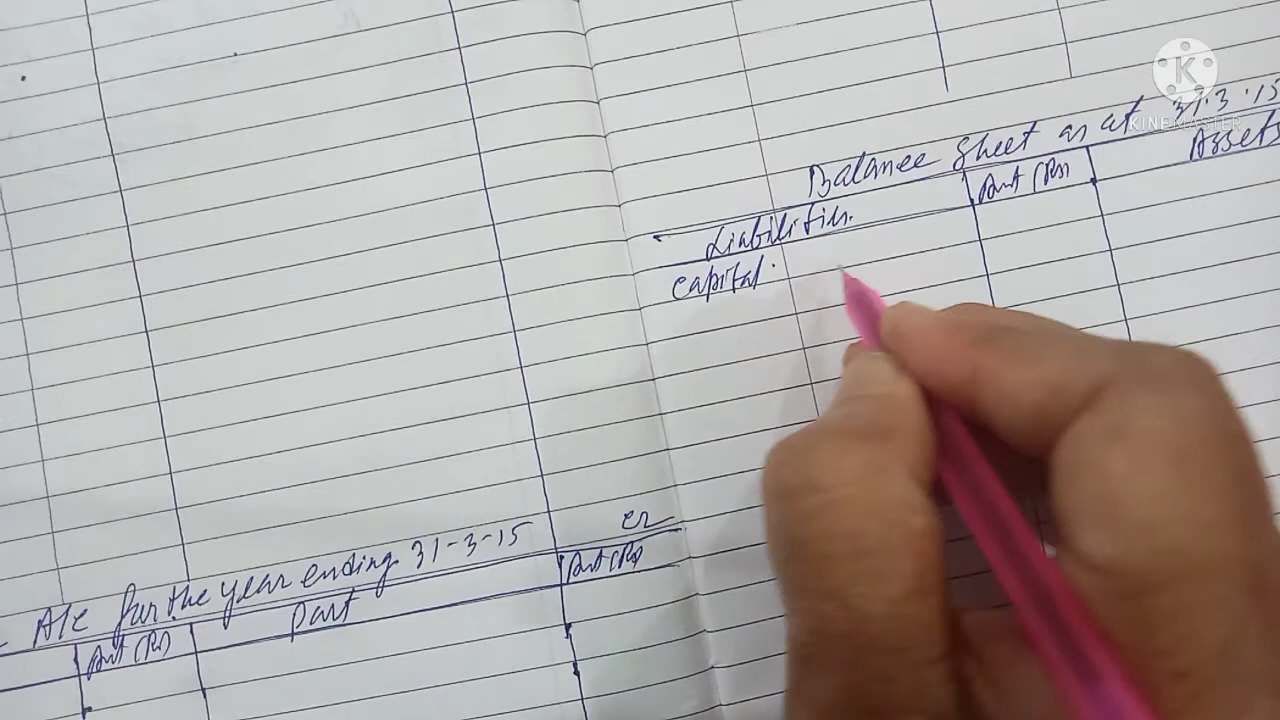 K
KINEMASTER
Balance Sheet as at 31.3.15
Liabilities. Amt (Rs) Assets
Capital.
Cr
A/c for the year ending 31-3-15
Amt (Rs) Part Amt (Rs)